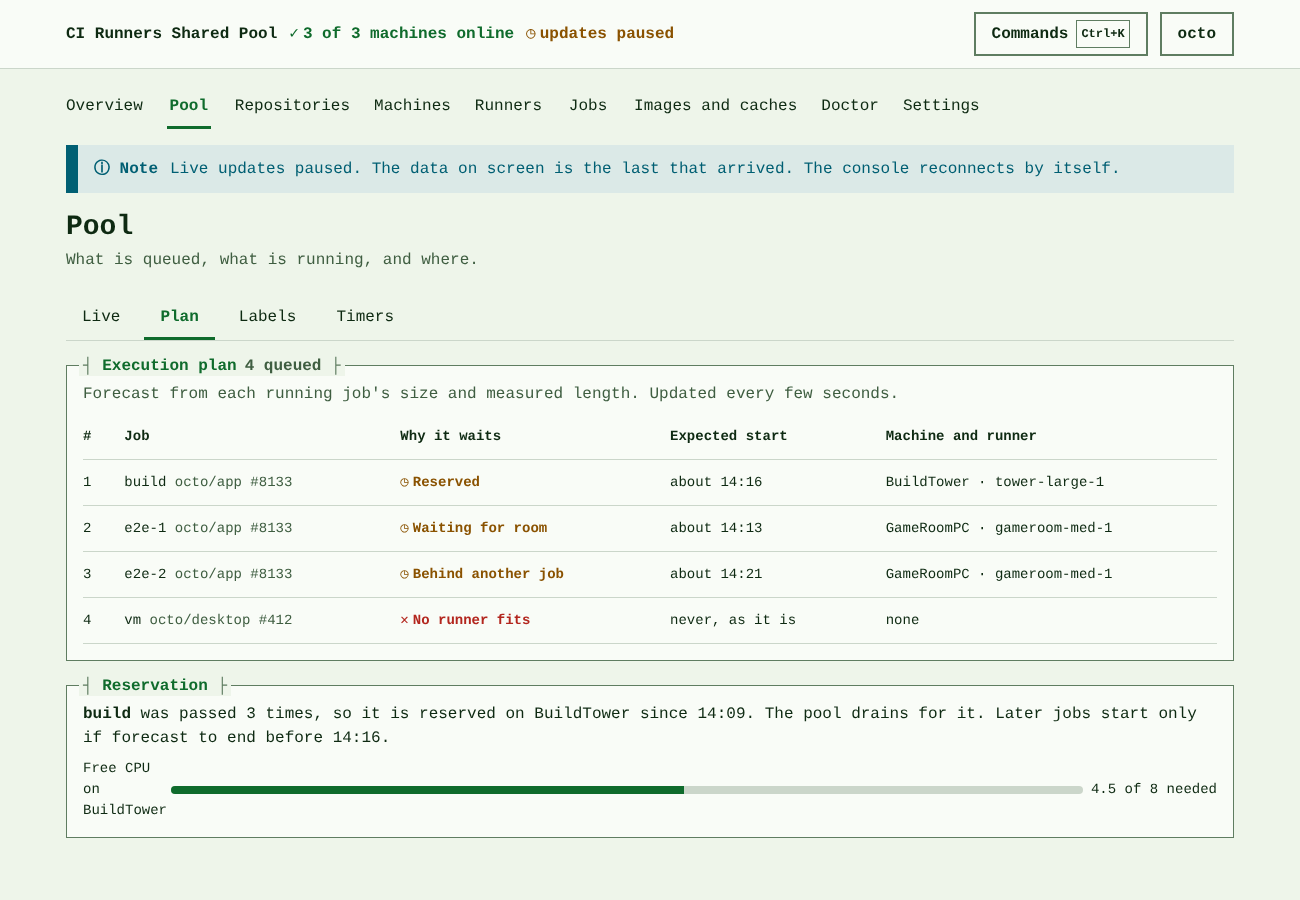 CI Runners Shared Pool ✓ 3 of 3 machines online ◷ updates paused Commands Ctrl+K octo
Overview Pool Repositories Machines Runners Jobs Images and caches Doctor Settings
ⓘ Note Live updates paused. The data on screen is the last that arrived. The console reconnects by itself.
Pool
What is queued, what is running, and where.
Live Plan Labels Timers
┤ Execution plan 4 queued ├
Forecast from each running job's size and measured length. Updated every few seconds.
# Job Why it waits Expected start Machine and runner
1 build octo/app #8133 ◷ Reserved about 14:16 BuildTower · tower-large-1
2 e2e-1 octo/app #8133 ◷ Waiting for room about 14:13 GameRoomPC · gameroom-med-1
3 e2e-2 octo/app #8133 ◷ Behind another job about 14:21 GameRoomPC · gameroom-med-1
4 vm octo/desktop #412 ✕ No runner fits never, as it is none
┤ Reservation ├
build was passed 3 times, so it is reserved on BuildTower since 14:09. The pool drains for it. Later jobs start only
if forecast to end before 14:16.
Free CPU
on
BuildTower
4.5 of 8 needed